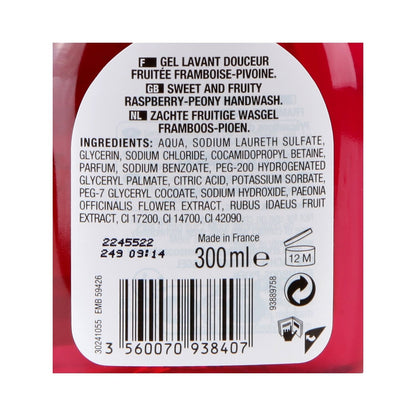 F GEL LAVANT DOUCEUR
FRUITÉE FRAMBOISE-PIVOINE.
GB SWEET AND FRUITY
RASPBERRY-PEONY HANDWASH.
NL ZACHTE FRUITIGE WASGEL
FRAMBOOS-PIOEN.
INGREDIENTS: AQUA, SODIUM LAURETH SULFATE,
GLYCERIN, SODIUM CHLORIDE, COCAMIDOPROPYL BETAINE,
PARFUM, SODIUM BENZOATE, PEG-200 HYDROGENATED
GLYCERYL PALMATE, CITRIC ACID, POTASSIUM SORBATE,
PEG-7 GLYCERYL COCOATE, SODIUM HYDROXIDE, PAEONIA
OFFICINALIS FLOWER EXTRACT, RUBUS IDAEUS FRUIT
EXTRACT, CI 17200, CI 14700, CI 42090.
2245522
249 09:14
Made in France
300ml e
12 M
30241055 EMB 59426
93889758
3 560070 938407